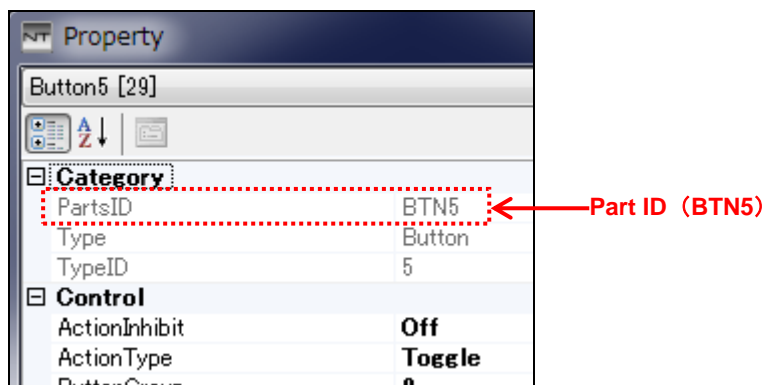 NT Property
Button5 [29]
A
Z
Category
PartsID BTN5
Part ID（BTN5）
Type Button
TypeID 5
Control
ActionInhibit Off
ActionType Toggle